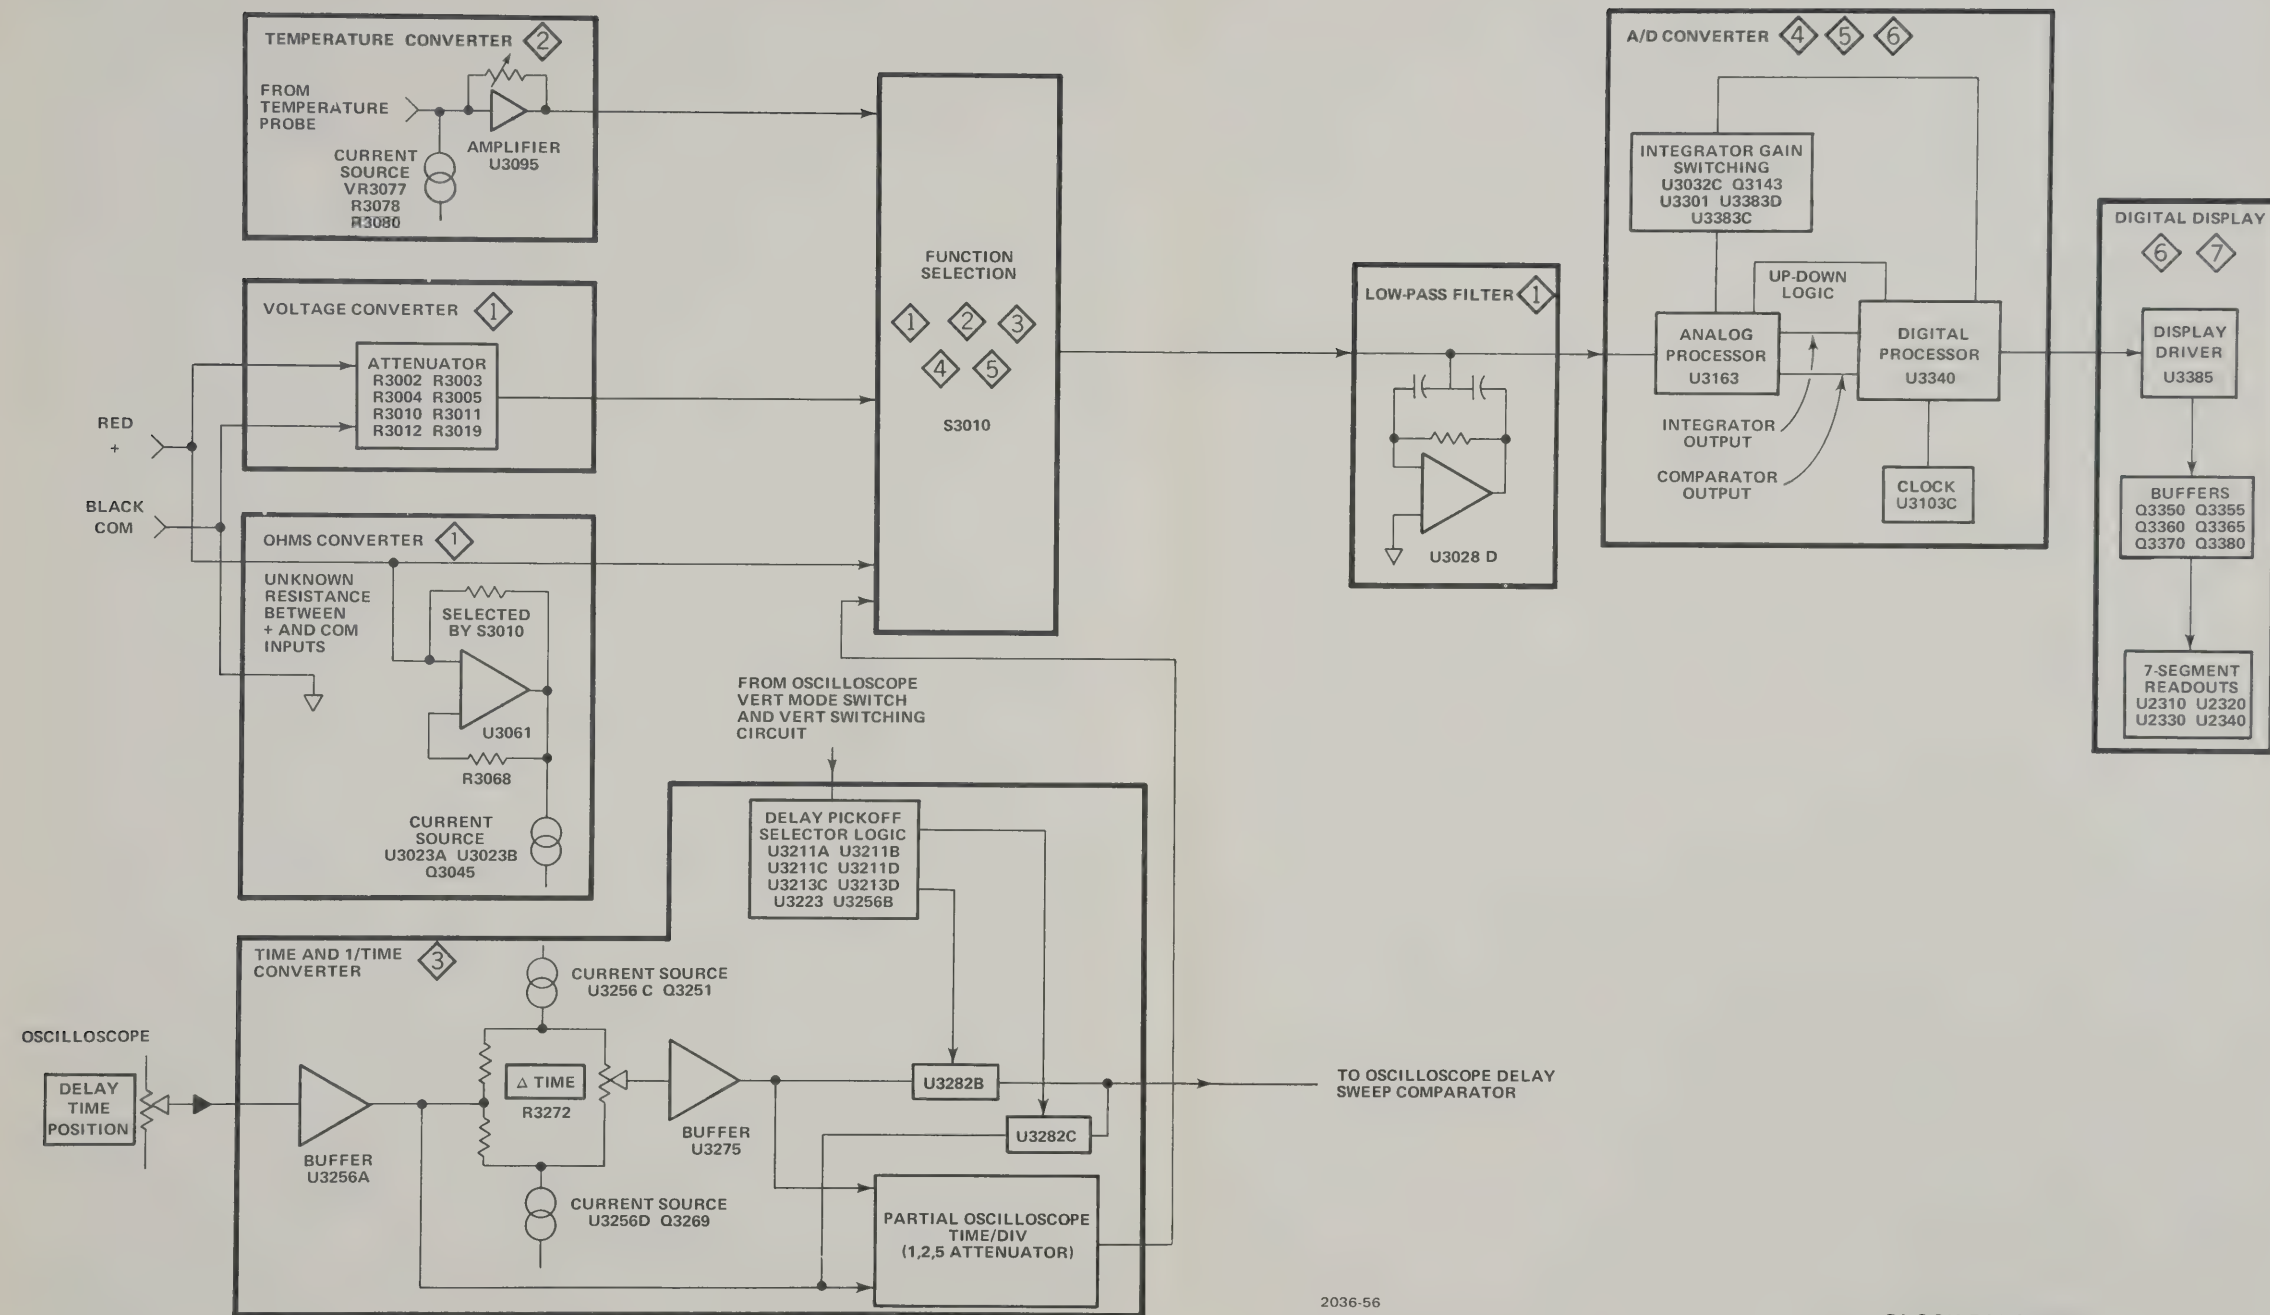 TEMPERATURE CONVERTER 2
FROM
TEMPERATURE
PROBE
AMPLIFIER
U3095
CURRENT
SOURCE
VR3077
R3078
R3080
VOLTAGE CONVERTER 1
ATTENUATOR
R3002 R3003
R3004 R3005
R3010 R3011
R3012 R3019
RED
+
BLACK
COM
OHMS CONVERTER 1
UNKNOWN
RESISTANCE
BETWEEN
+ AND COM
INPUTS
SELECTED
BY S3010
U3061
R3068
CURRENT
SOURCE
U3023A U3023B
Q3045
FUNCTION
SELECTION
1 2 3
4 5
S3010
LOW-PASS FILTER 1
U3028 D
A/D CONVERTER 4 5 6
INTEGRATOR GAIN
SWITCHING
U3032C Q3143
U3301 U3383D
U3383C
UP-DOWN
LOGIC
ANALOG
PROCESSOR
U3163
DIGITAL
PROCESSOR
U3340
INTEGRATOR
OUTPUT
COMPARATOR
OUTPUT
CLOCK
U3103C
DIGITAL DISPLAY
6 7
DISPLAY
DRIVER
U3385
BUFFERS
Q3350 Q3355
Q3360 Q3365
Q3370 Q3380
7-SEGMENT
READOUTS
U2310 U2320
U2330 U2340
FROM OSCILLOSCOPE
VERT MODE SWITCH
AND VERT SWITCHING
CIRCUIT
DELAY PICKOFF
SELECTOR LOGIC
U3211A U3211B
U3211C U3211D
U3213C U3213D
U3223 U3256B
TIME AND 1/TIME
CONVERTER 3
CURRENT SOURCE
U3256 C Q3251
OSCILLOSCOPE
DELAY
TIME
POSITION
BUFFER
U3256A
Δ TIME
R3272
BUFFER
U3275
U3282B
U3282C
CURRENT SOURCE
U3256D Q3269
PARTIAL OSCILLOSCOPE
TIME/DIV
(1,2,5 ATTENUATOR)
TO OSCILLOSCOPE DELAY
SWEEP COMPARATOR
2036-56